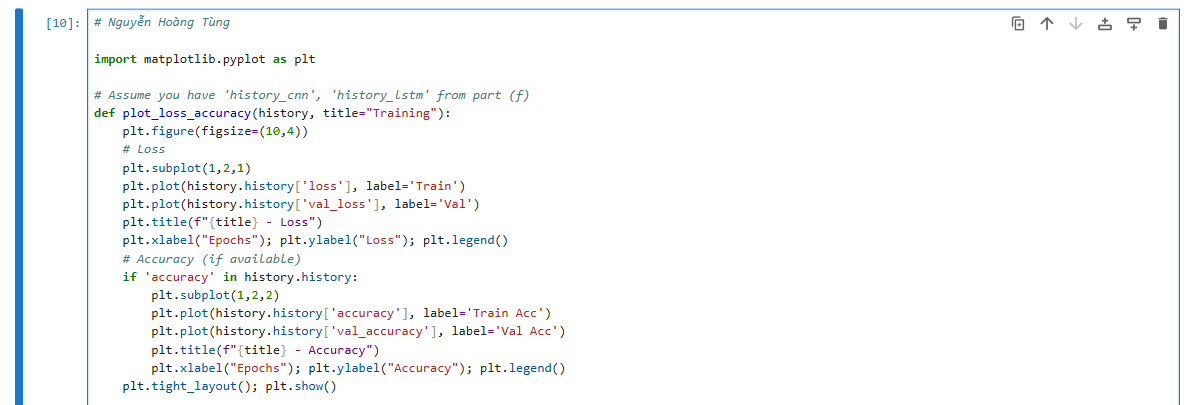 [10]: # Nguyễn Hoàng Tùng

import matplotlib.pyplot as plt

# Assume you have 'history_cnn', 'history_lstm' from part (f)
def plot_loss_accuracy(history, title="Training"):
    plt.figure(figsize=(10,4))
    # Loss
    plt.subplot(1,2,1)
    plt.plot(history.history['loss'], label='Train')
    plt.plot(history.history['val_loss'], label='Val')
    plt.title(f"{title} - Loss")
    plt.xlabel("Epochs"); plt.ylabel("Loss"); plt.legend()
    # Accuracy (if available)
    if 'accuracy' in history.history:
        plt.subplot(1,2,2)
        plt.plot(history.history['accuracy'], label='Train Acc')
        plt.plot(history.history['val_accuracy'], label='Val Acc')
        plt.title(f"{title} - Accuracy")
        plt.xlabel("Epochs"); plt.ylabel("Accuracy"); plt.legend()
    plt.tight_layout(); plt.show()